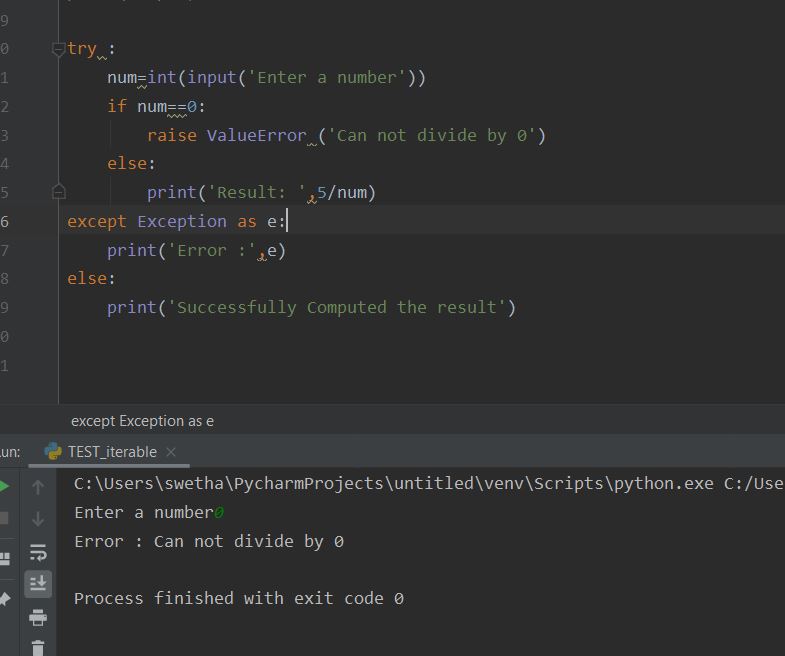 9
0 try :
1 num=int(input('Enter a number'))
2 if num==0:
3 raise ValueError ('Can not divide by 0')
4 else:
5 print('Result: ',5/num)
6 except Exception as e:
7 print('Error :',e)
8 else:
9 print('Successfully Computed the result')
0
1
except Exception as e
un: TEST_iterable
C:\Users\swetha\PycharmProjects\untitled\venv\Scripts\python.exe C:/Use
Enter a number0
Error : Can not divide by 0
Process finished with exit code 0